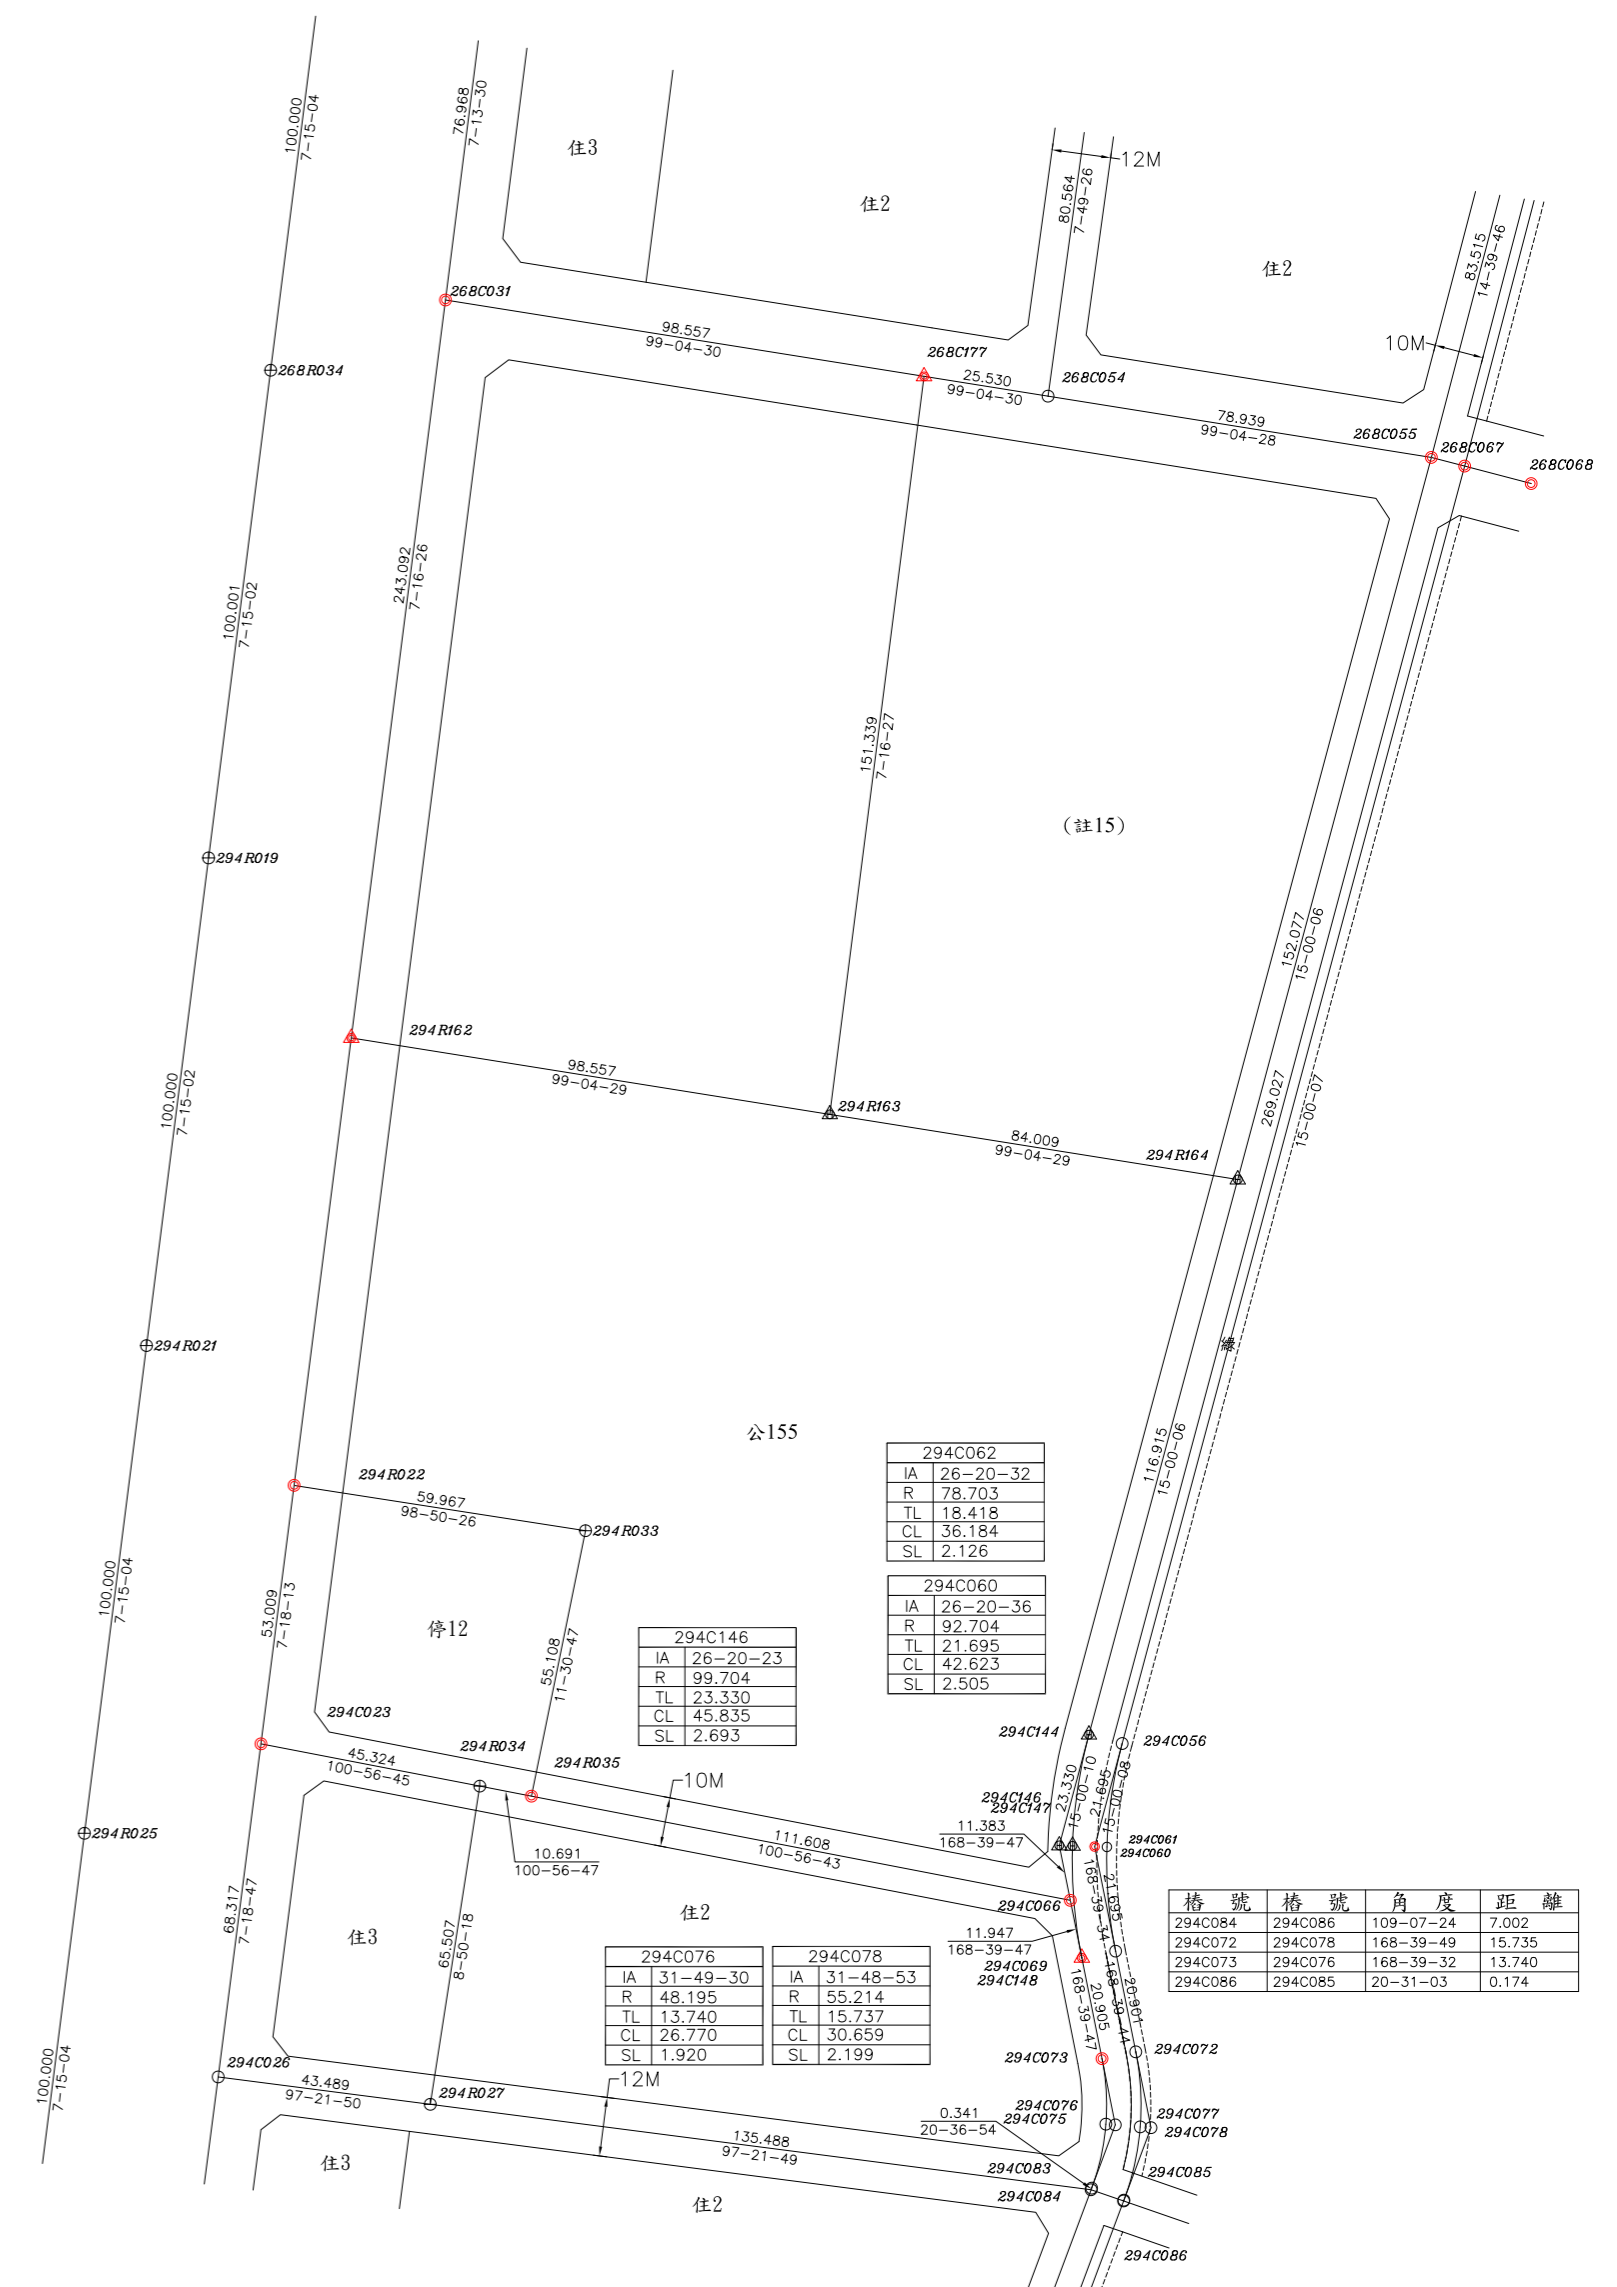 100.000
7-15-04
76.968
7-13-30
住3
住2
12M
80.564
7-49-26
住2
83.515
14-39-46
10M
268C031
98.557
99-04-30
268R034
268C177
25.530
99-04-30
268C054
78.939
99-04-28
268C055
268C067
268C068
243.092
7-16-26
100.001
7-15-02
151.339
7-16-27
(註15)
294R019
152.077
15-00-06
294R162
98.557
99-04-29
294R163
84.009
99-04-29
294R164
269.027
15-00-07
100.000
7-15-02
294R021
綠
公155
116.915
15-00-06
294R022
59.967
98-50-26
294R033
294C062
IA 26-20-32
R 78.703
TL 18.418
CL 36.184
SL 2.126
294C060
IA 26-20-36
R 92.704
TL 21.695
CL 42.623
SL 2.505
100.000
7-15-04
53.009
7-18-13
停12
55.108
11-30-47
294C146
IA 26-20-23
R 99.704
TL 23.330
CL 45.835
SL 2.693
294C023
294R034
294R035
45.324
100-56-45
10M
10.691
100-56-47
111.608
100-56-43
294C144
294C056
23.330
15-00-10
21.695
15-00-08
294C146
294C147
11.383
168-39-47
294C061
294C060
294R025
294C066
168-39-34
21.695
168-39-44
20.901
11.947
168-39-47
294C069
294C148
20.905
168-39-47
樁號 樁號 角度 距離
294C084 294C086 109-07-24 7.002
294C072 294C078 168-39-49 15.735
294C073 294C076 168-39-32 13.740
294C086 294C085 20-31-03 0.174
68.317
7-18-47
住3
65.507
8-50-18
住2
294C076
IA 31-49-30
R 48.195
TL 13.740
CL 26.770
SL 1.920
294C078
IA 31-48-53
R 55.214
TL 15.737
CL 30.659
SL 2.199
294C073
294C072
100.000
7-15-04
294C026
43.489
97-21-50
294R027
12M
294C076
294C075
0.341
20-36-54
294C077
294C078
135.488
97-21-49
294C083
294C084
294C085
住3
住2
294C086